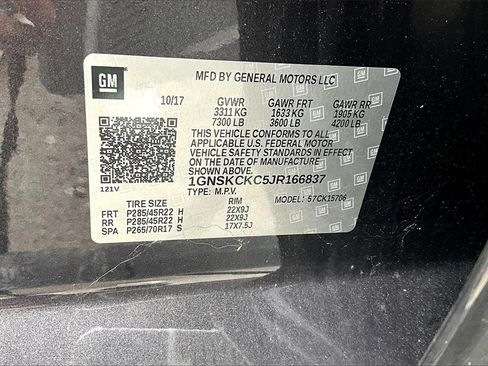 GM
MFD BY GENERAL MOTORS LLC
10/17 GVWR GAWR FRT GAWR RR
3311 KG 1633 KG 1905 KG
7300 LB 3600 LB 4200 LB
THIS VEHICLE CONFORMS TO ALL
APPLICABLE U.S. FEDERAL MOTOR
VEHICLE SAFETY STANDARDS IN
EFFECT ON THE DATE OF MANUFACTURE
SHOWN ABOVE.
1GNSKCKC5JR166837
TYPE: M.P.V. MODEL: 57CK15706
121V
TIRE SIZE RIM
FRT P285/45R22 H 22X9J
RR P285/45R22 H 22X9J
SPA P265/70R17 S 17X7.5J